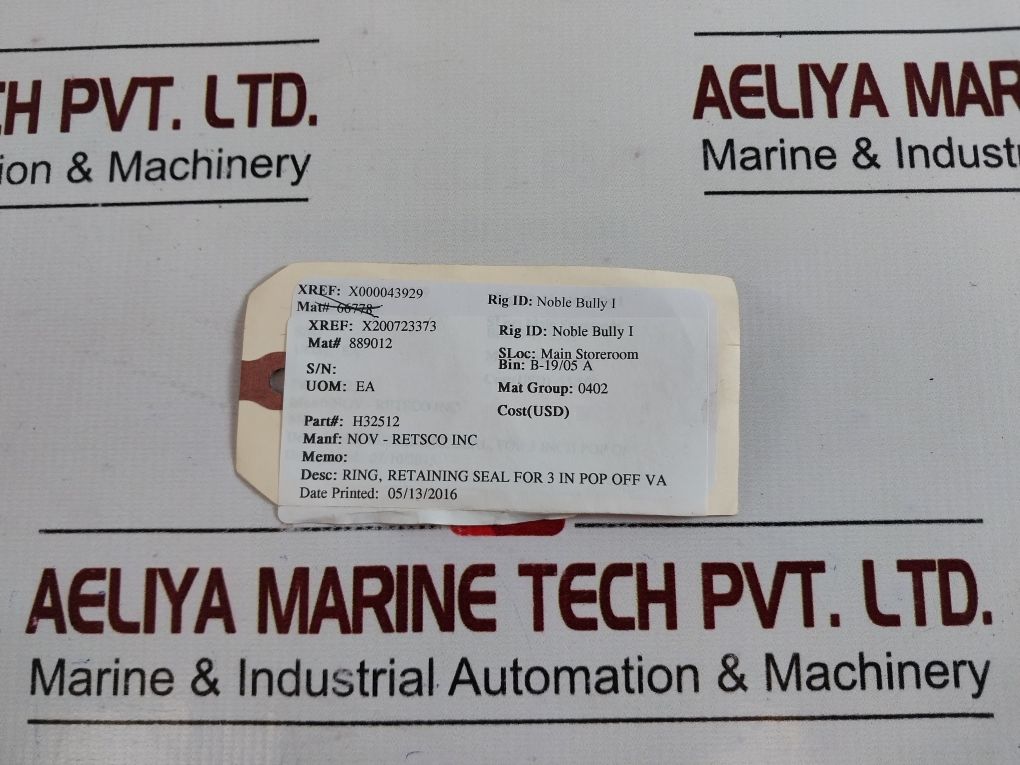 CH PVT. LTD.
ion & Machinery
AELIYA MAR
Marine & Industr
XREF: X000043929
Rig ID: Noble Bully I
Mat# 66778
XREF: X200723373
Rig ID: Noble Bully I
Mat# 889012
SLoc: Main Storeroom
Bin: B-19/05 A
S/N:
UOM: EA
Mat Group: 0402
Cost(USD)
Part#: H32512
Manf: NOV - RETSCO INC
Memo:
Desc: RING, RETAINING SEAL FOR 3 IN POP OFF VA
Date Printed: 05/13/2016
AELIYA MARINE TECH PVT. LTD.
Marine & Industrial Automation & Machinery